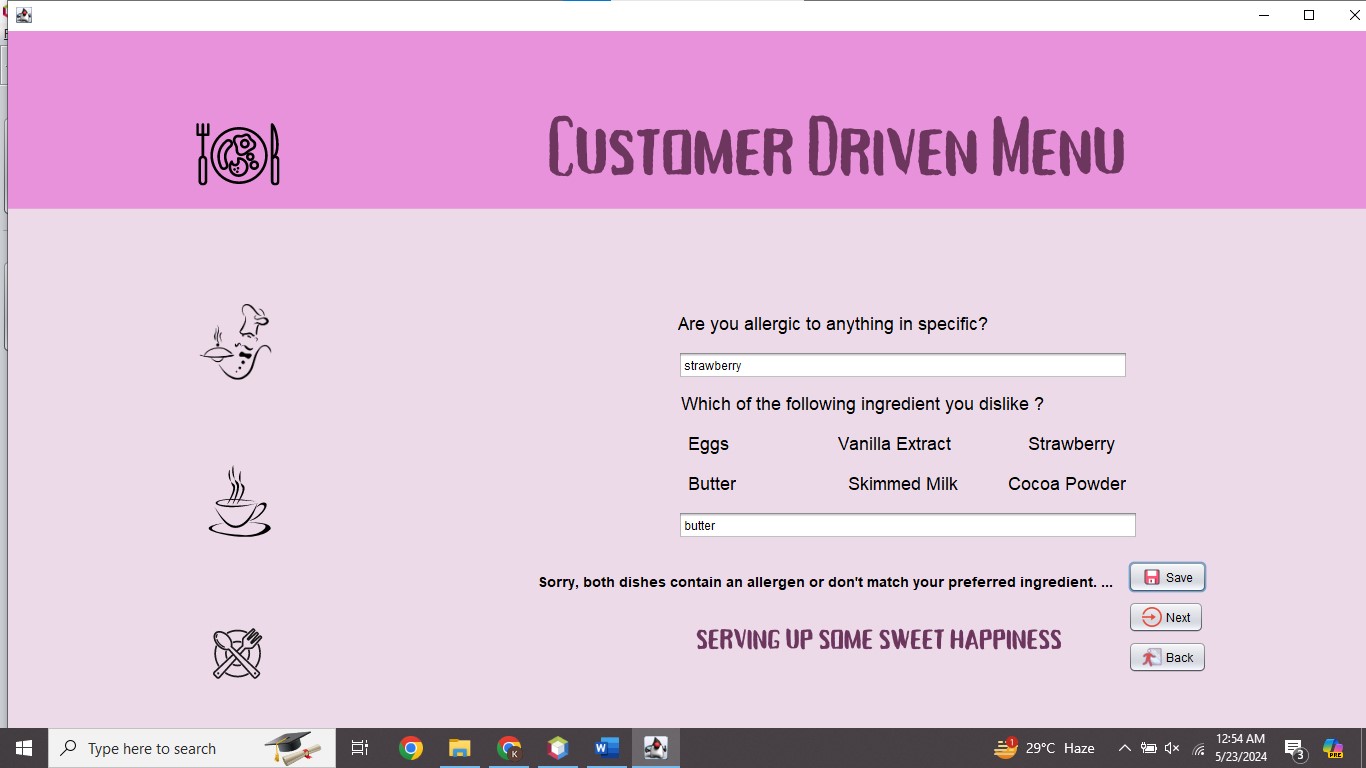 Customer Driven Menu
Are you allergic to anything in specific?
strawberry
Which of the following ingredient you dislike ?
Eggs Vanilla Extract Strawberry
Butter Skimmed Milk Cocoa Powder
butter
Sorry, both dishes contain an allergen or don't match your preferred ingredient. ...
Save
Next
SERVING UP SOME SWEET HAPPINESS
Back
Type here to search
29°C Haze
12:54 AM
5/23/2024
3
1
W
K
PRE